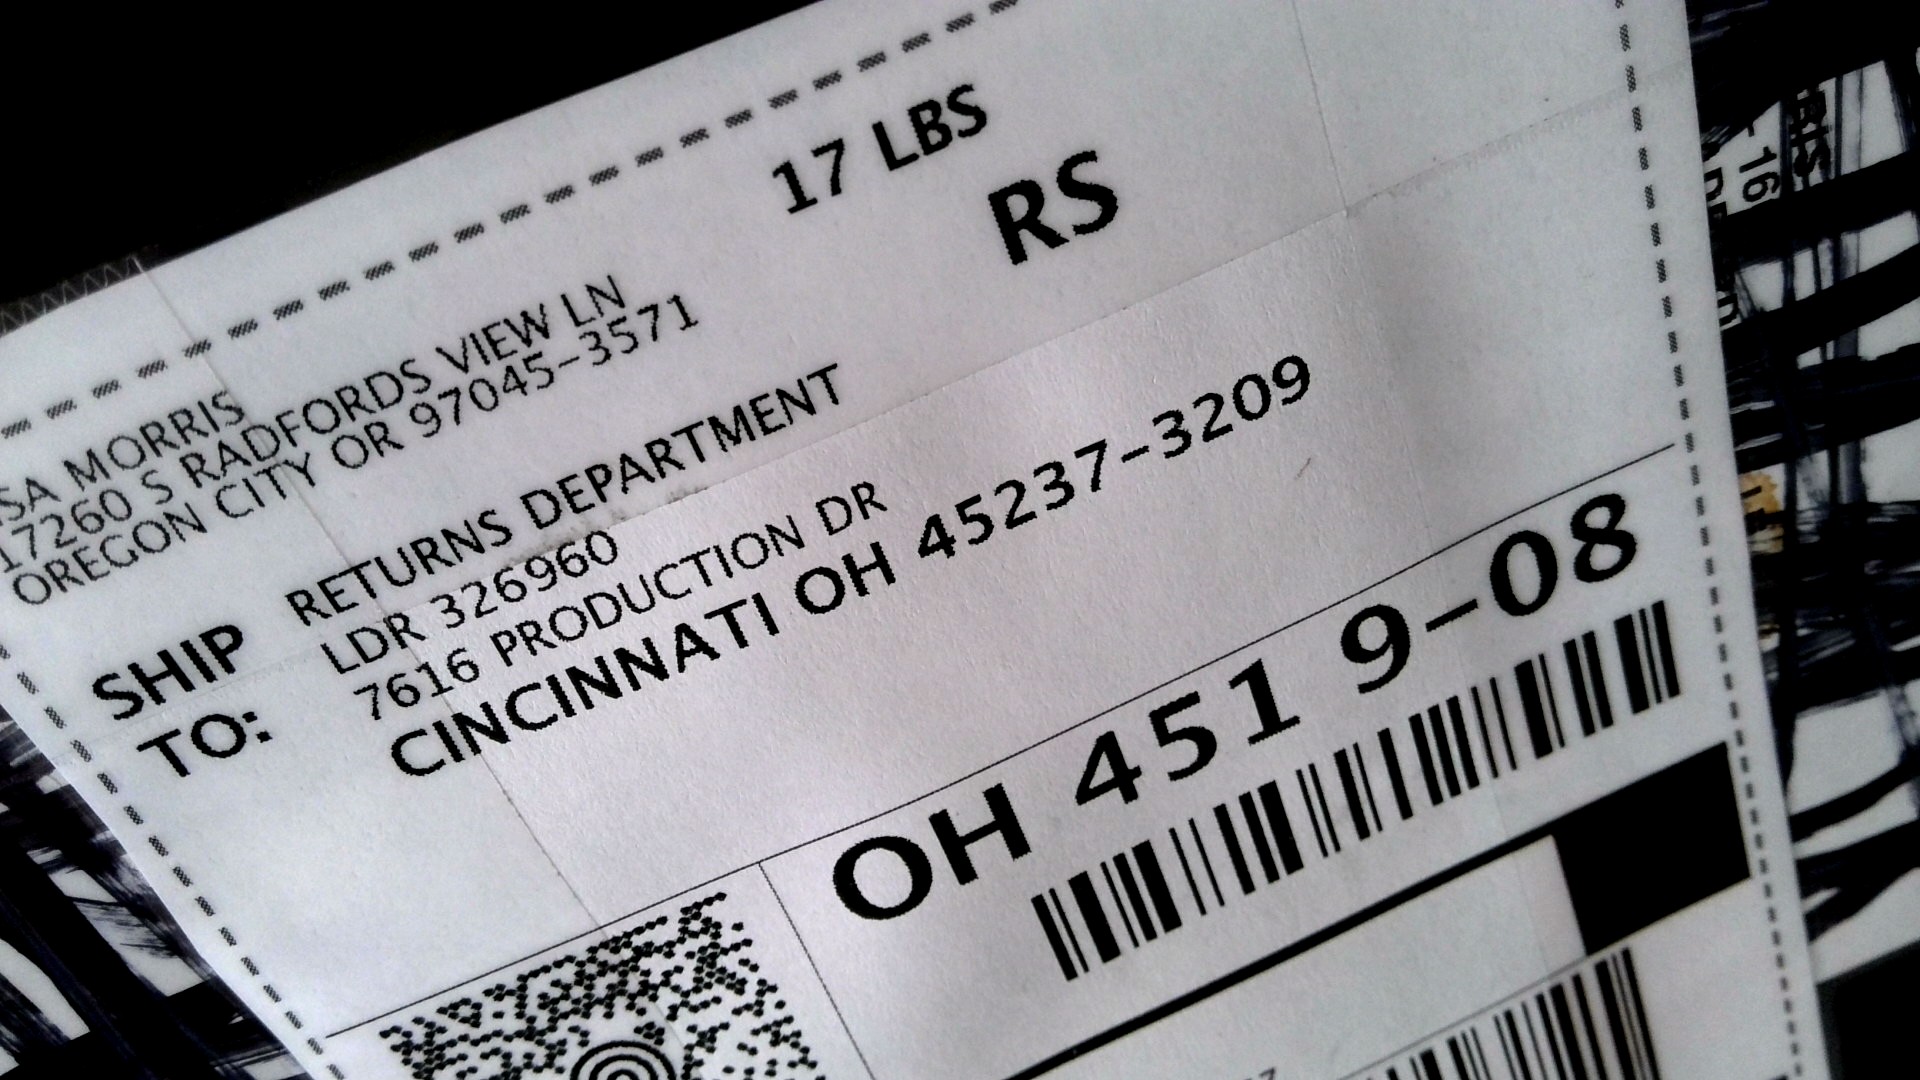 17 LBS
RS
SA MORRIS
17260 S RADFORDS VIEW LN
OREGON CITY OR 97045-3571
SHIP TO:
RETURNS DEPARTMENT
LDR 326960
7616 PRODUCTION DR
CINCINNATI OH 45237-3209
OH 451 9-08
16